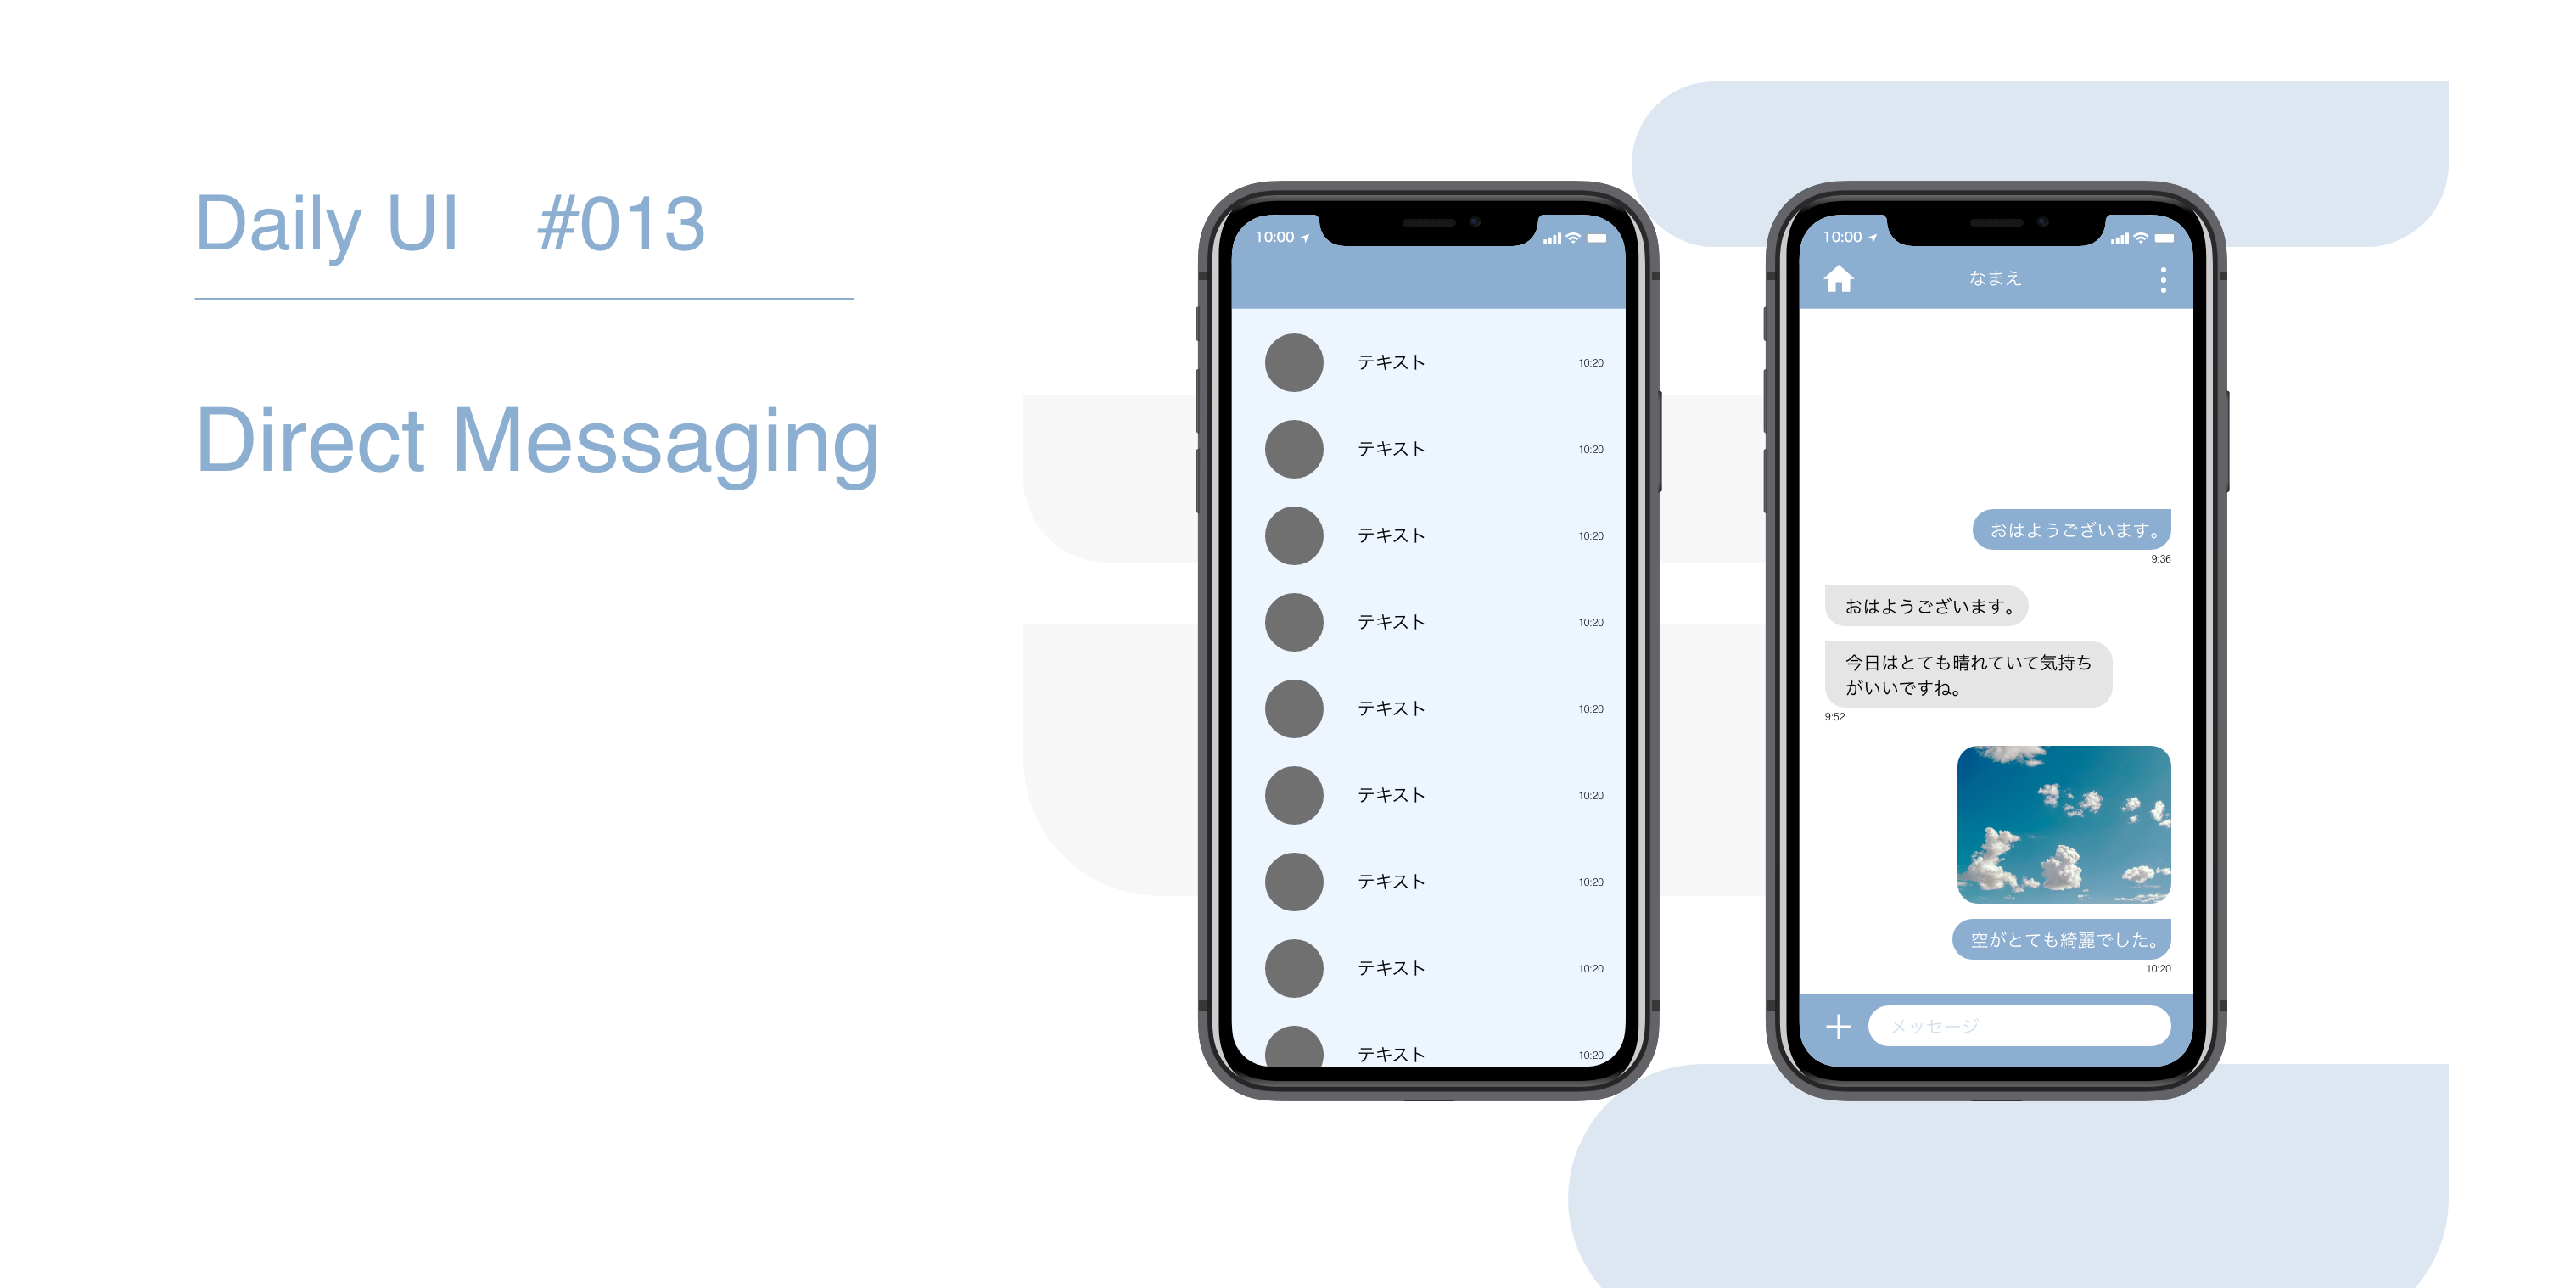 Daily UI #013
Direct Messaging
10:00
テキスト 10:20
テキスト 10:20
テキスト 10:20
テキスト 10:20
テキスト 10:20
テキスト 10:20
テキスト 10:20
テキスト 10:20
テキスト 10:20
10:00
なまえ
おはようございます。
9:36
おはようございます。
今日はとても晴れていて気持ち
がいいですね。
9:52
空がとても綺麗でした。
10:20
メッセージ